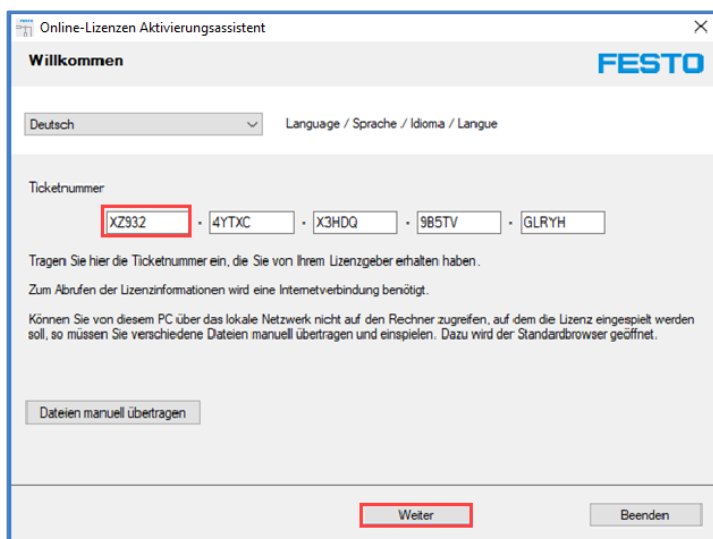 Online-Lizenzen Aktivierungsassistent
Willkommen
FESTO
Deutsch
Language / Sprache / Idioma / Langue
Ticketnummer
XZ932 - 4YTXC - X3HDQ - 9B5TV - GLRYH
Tragen Sie hier die Ticketnummer ein, die Sie von Ihrem Lizenzgeber erhalten haben.
Zum Abrufen der Lizenzinformationen wird eine Internetverbindung benötigt.
Können Sie von diesem PC über das lokale Netzwerk nicht auf den Rechner zugreifen, auf dem die Lizenz eingespielt werden
soll, so müssen Sie verschiedene Dateien manuell übertragen und einspielen. Dazu wird der Standardbrowser geöffnet.
Dateien manuell übertragen
Weiter
Beenden